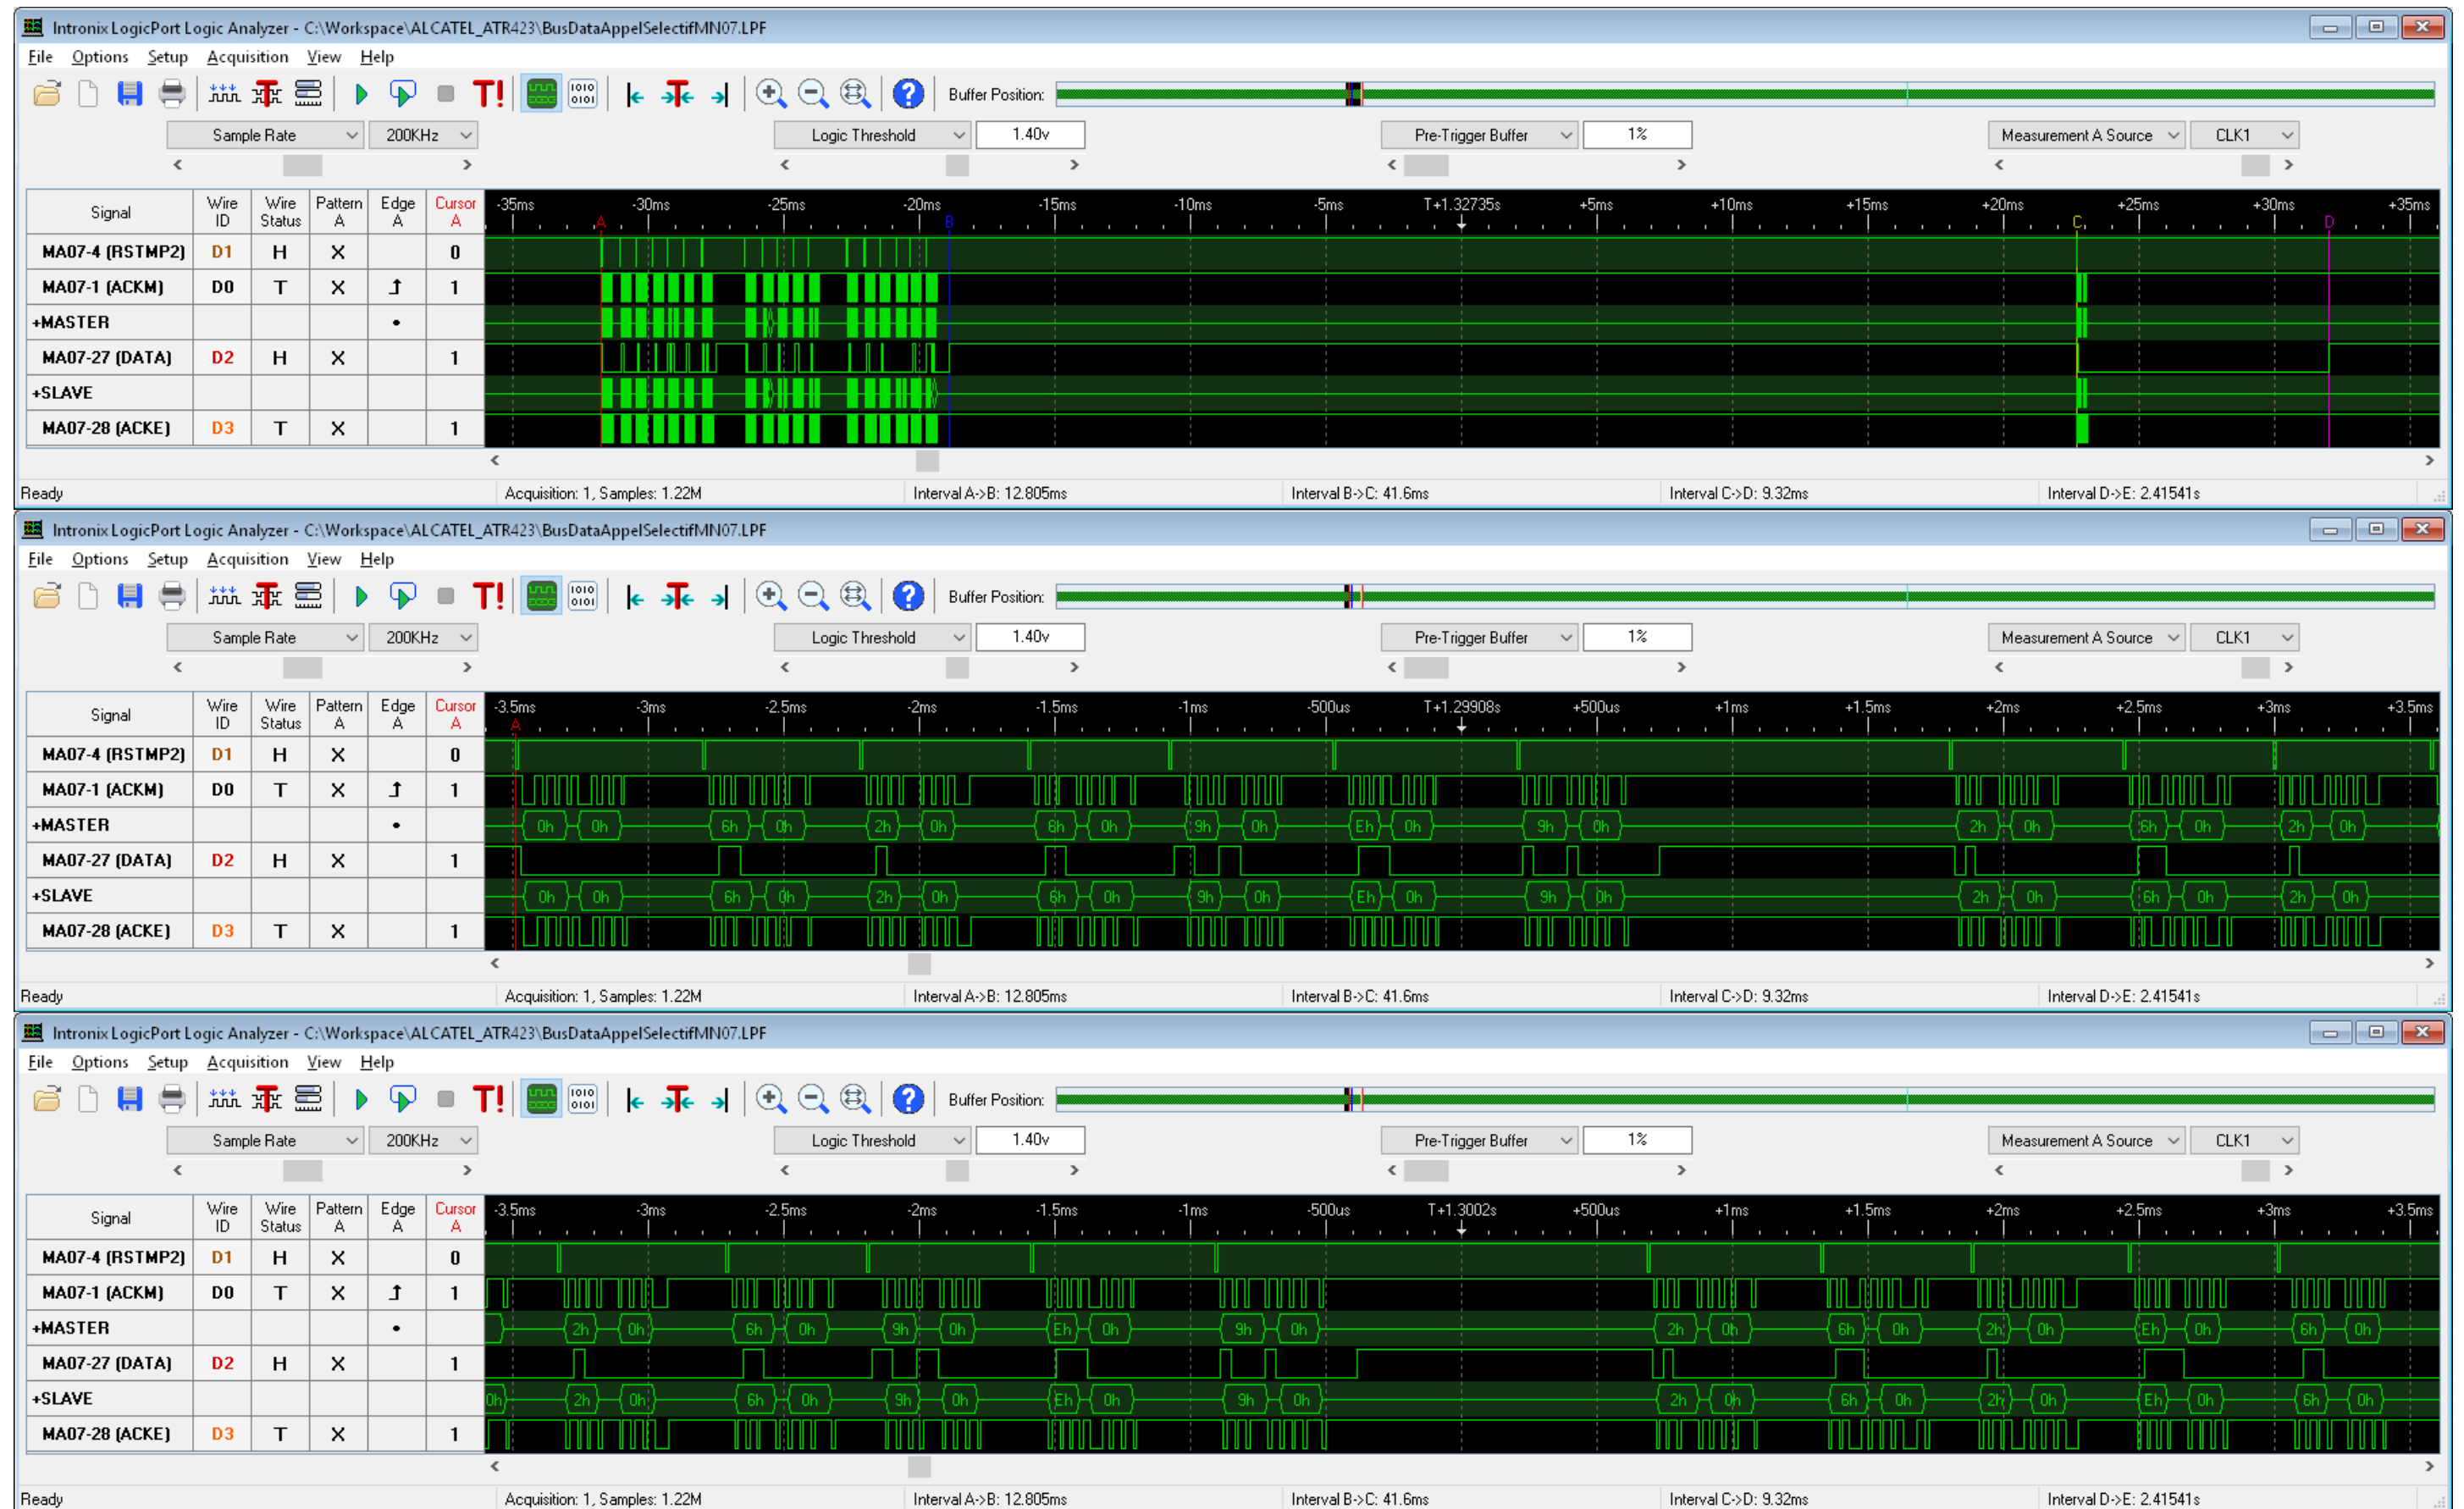 Intronix LogicPort Logic Analyzer - C:\Workspace\ALCATEL_ATR423\BusDataAppelSelectifMN07.LPF
File Options Setup Acquisition View Help
T! 1010 0101 T ? Buffer Position:
Sample Rate 200KHz Logic Threshold 1.40v Pre-Trigger Buffer 1% Measurement A Source CLK1
Signal Wire ID Wire Status Pattern A Edge A Cursor A -35ms -30ms -25ms -20ms -15ms -10ms -5ms T+1.32735s +5ms +10ms +15ms +20ms +25ms +30ms +35ms
A B C D
MA07-4 (RSTMP2) D1 H X 0
MA07-1 (ACKM) D0 T X 1
+MASTER
MA07-27 (DATA) D2 H X 1
+SLAVE
MA07-28 (ACKE) D3 T X 1
Ready Acquisition: 1, Samples: 1.22M Interval A->B: 12.805ms Interval B->C: 41.6ms Interval C->D: 9.32ms Interval D->E: 2.41541s
Intronix LogicPort Logic Analyzer - C:\Workspace\ALCATEL_ATR423\BusDataAppelSelectifMN07.LPF
File Options Setup Acquisition View Help
T! 1010 0101 T ? Buffer Position:
Sample Rate 200KHz Logic Threshold 1.40v Pre-Trigger Buffer 1% Measurement A Source CLK1
Signal Wire ID Wire Status Pattern A Edge A Cursor A -3.5ms -3ms -2.5ms -2ms -1.5ms -1ms -500us T+1.29908s +500us +1ms +1.5ms +2ms +2.5ms +3ms +3.5ms
A
MA07-4 (RSTMP2) D1 H X 0
MA07-1 (ACKM) D0 T X 1
+MASTER 0h 0h 6h 0h 2h 0h 6h 0h 9h 0h Eh 0h 9h 0h 2h 0h 6h 0h 2h 0h
MA07-27 (DATA) D2 H X 1
+SLAVE 0h 0h 6h 0h 2h 0h 6h 0h 9h 0h Eh 0h 9h 0h 2h 0h 6h 0h 2h 0h
MA07-28 (ACKE) D3 T X 1
Ready Acquisition: 1, Samples: 1.22M Interval A->B: 12.805ms Interval B->C: 41.6ms Interval C->D: 9.32ms Interval D->E: 2.41541s
Intronix LogicPort Logic Analyzer - C:\Workspace\ALCATEL_ATR423\BusDataAppelSelectifMN07.LPF
File Options Setup Acquisition View Help
T! 1010 0101 T ? Buffer Position:
Sample Rate 200KHz Logic Threshold 1.40v Pre-Trigger Buffer 1% Measurement A Source CLK1
Signal Wire ID Wire Status Pattern A Edge A Cursor A -3.5ms -3ms -2.5ms -2ms -1.5ms -1ms -500us T+1.3002s +500us +1ms +1.5ms +2ms +2.5ms +3ms +3.5ms
MA07-4 (RSTMP2) D1 H X 0
MA07-1 (ACKM) D0 T X 1
+MASTER 2h 0h 6h 0h 9h 0h Eh 0h 9h 0h 2h 0h 6h 0h 2h 0h Eh 0h 6h 0h
MA07-27 (DATA) D2 H X 1
+SLAVE 0h 2h 0h 6h 0h 9h 0h Eh 0h 9h 0h 2h 0h 6h 0h 2h 0h Eh 0h 6h 0h
MA07-28 (ACKE) D3 T X 1
Ready Acquisition: 1, Samples: 1.22M Interval A->B: 12.805ms Interval B->C: 41.6ms Interval C->D: 9.32ms Interval D->E: 2.41541s